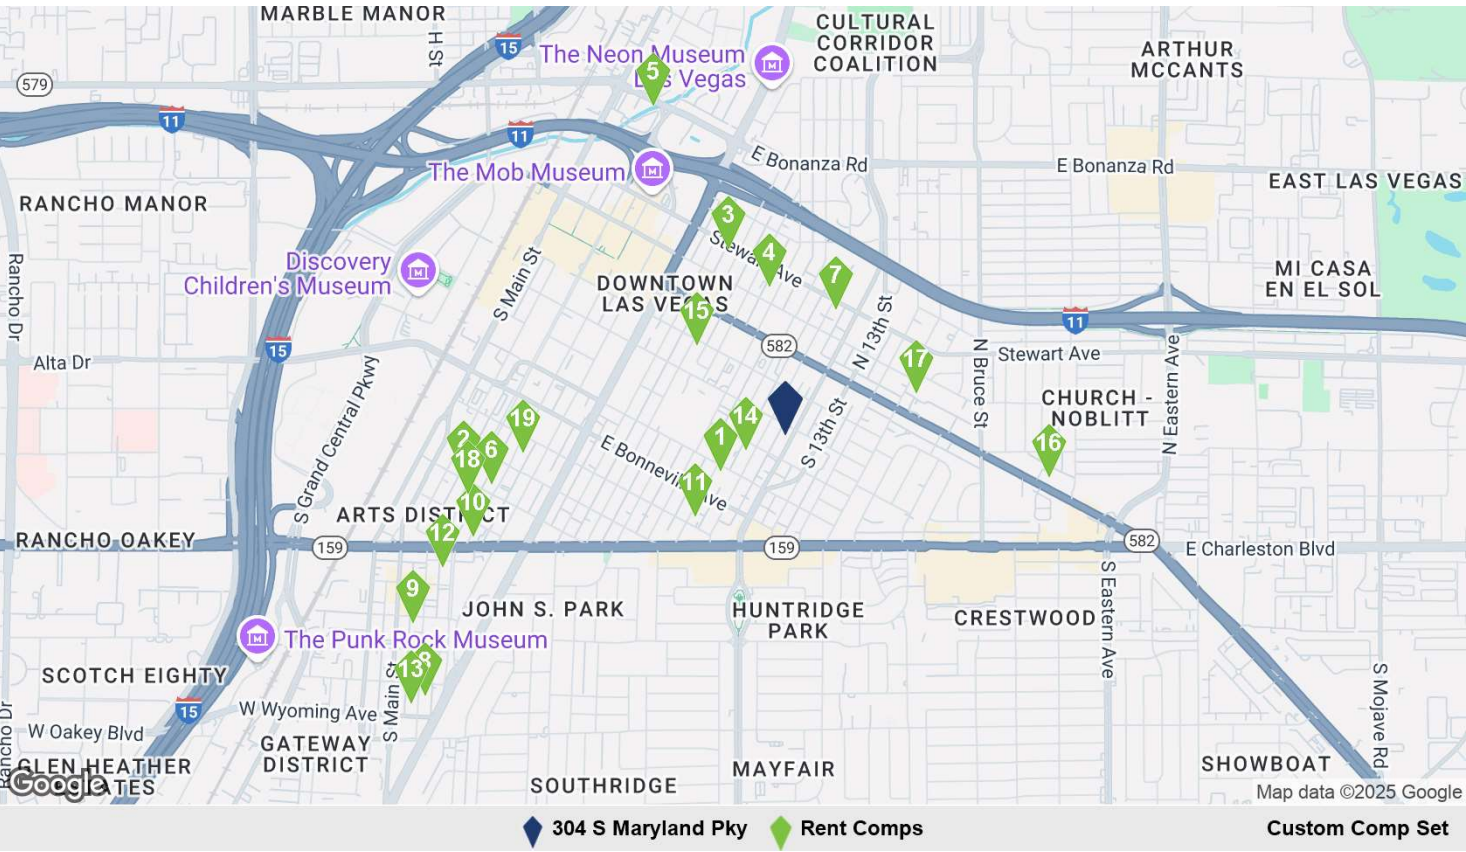 MARBLE MANOR
H St
15
The Neon Museum
Las Vegas
5
CULTURAL
CORRIDOR
COALITION
ARTHUR
MCCANTS
579
11
11
The Mob Museum
E Bonanza Rd
E Bonanza Rd
EAST LAS VEGAS
RANCHO MANOR
3
Stewart Ave
4
7
Discovery
Children's Museum
S Main St
DOWNTOWN
LAS VEGAS
15
MI CASA
EN EL SOL
Rancho Dr
15
11
N 13th St
582
Alta Dr
17
N Bruce St
Stewart Ave
N Eastern Ave
S Grand Central Pkwy
CHURCH -
NOBLITT
19
14
1
2
6
18
16
S 13th St
E Bonneville Ave
11
10
ARTS DISTRICT
12
RANCHO OAKEY
159
159
582
E Charleston Blvd
9
JOHN S. PARK
HUNTRIDGE
PARK
CRESTWOOD
S Eastern Ave
The Punk Rock Museum
8
13
SCOTCH EIGHTY
S Main St
S Mojave Rd
15
W Wyoming Ave
Rancho Dr
W Oakey Blvd
GATEWAY
DISTRICT
GLEN HEATHER
ESTATES
Google
SOUTHRIDGE
MAYFAIR
SHOWBOAT
Map data ©2025 Google
304 S Maryland Pky
Rent Comps
Custom Comp Set